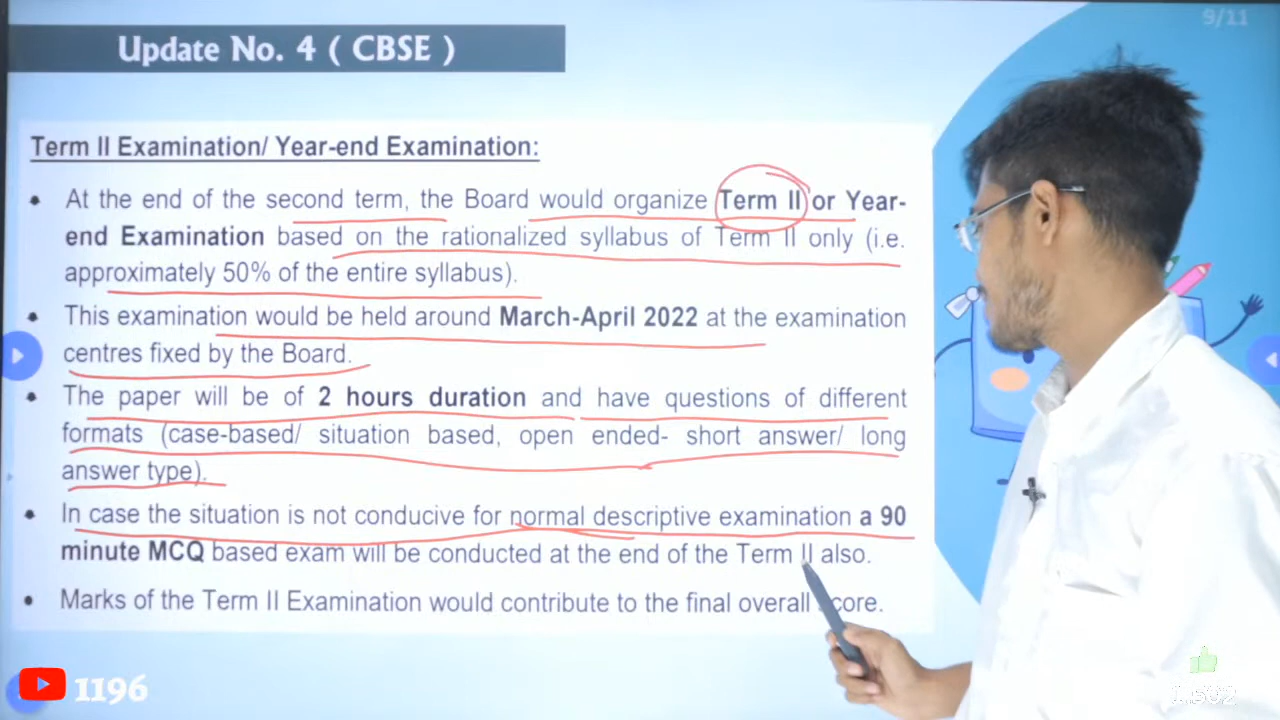 9/11
Update No. 4 ( CBSE )
Term II Examination/ Year-end Examination:
• At the end of the second term, the Board would organize Term II or Year-
end Examination based on the rationalized syllabus of Term II only (i.e.
approximately 50% of the entire syllabus).
• This examination would be held around March-April 2022 at the examination
centres fixed by the Board.
• The paper will be of 2 hours duration and have questions of different
formats (case-based/ situation based, open ended- short answer/ long
answer type).
• In case the situation is not conducive for normal descriptive examination a 90
minute MCQ based exam will be conducted at the end of the Term II also.
• Marks of the Term II Examination would contribute to the final overall score.
1196